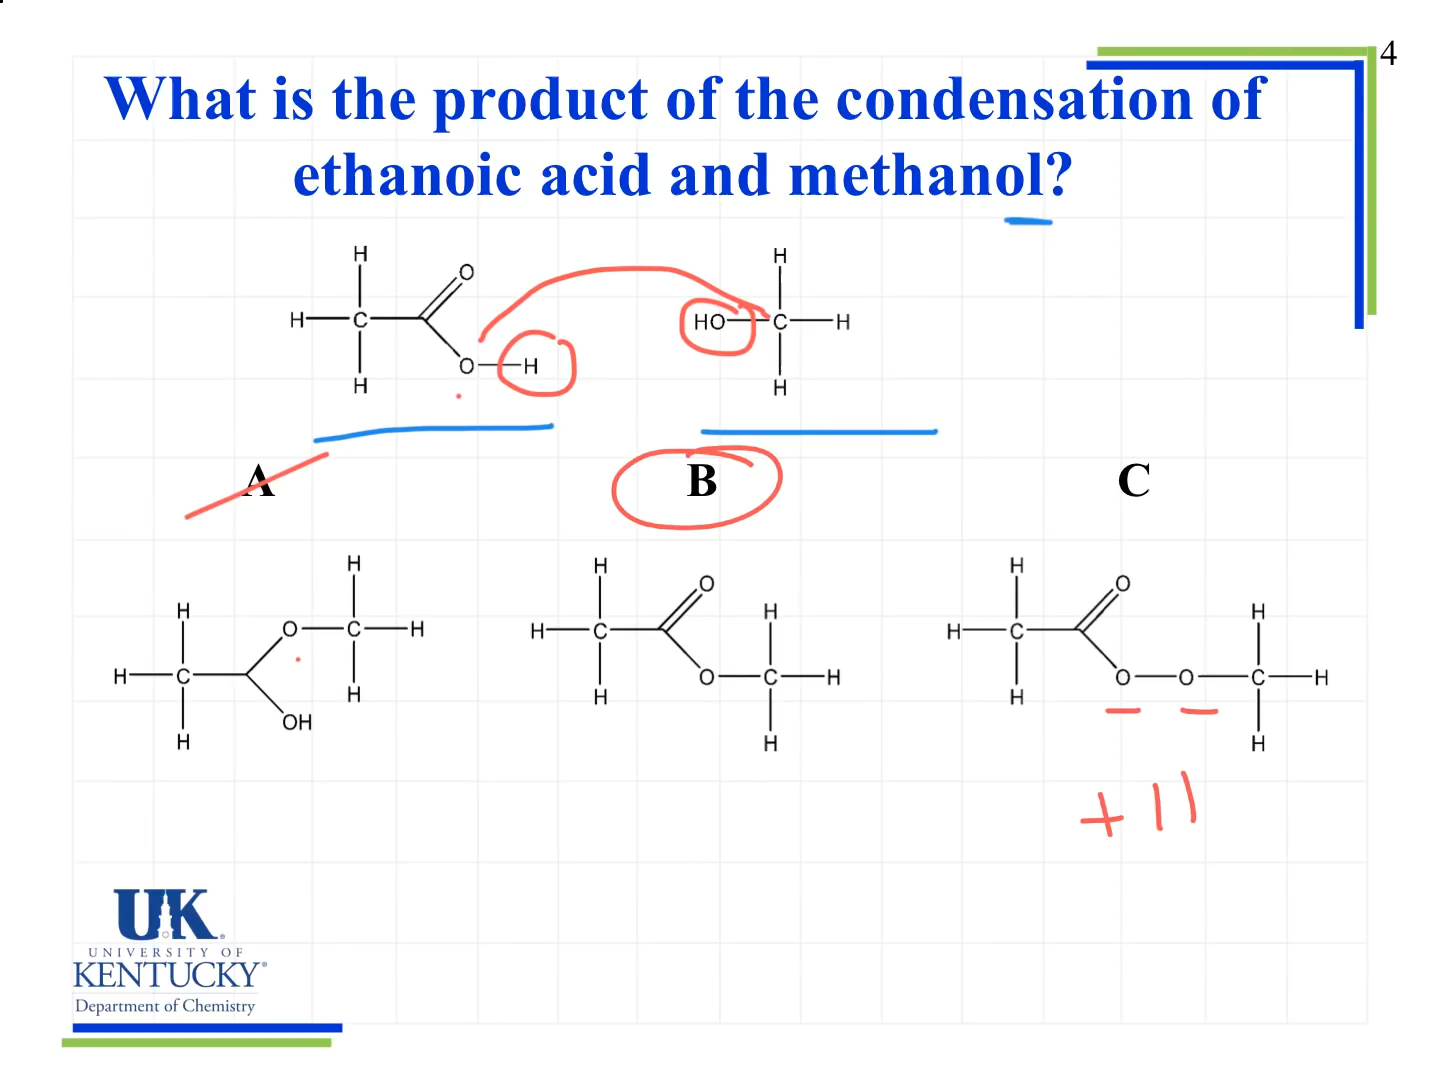 4
What is the product of the condensation of
ethanoic acid and methanol?
H H
O
H C HO C H
O H
H H
A B C
H H H
O O
H O C H H C H H C H
H C H O C H O O C H
H OH H H H
H H H
+ 11
UK
UNIVERSITY OF
KENTUCKY®
Department of Chemistry